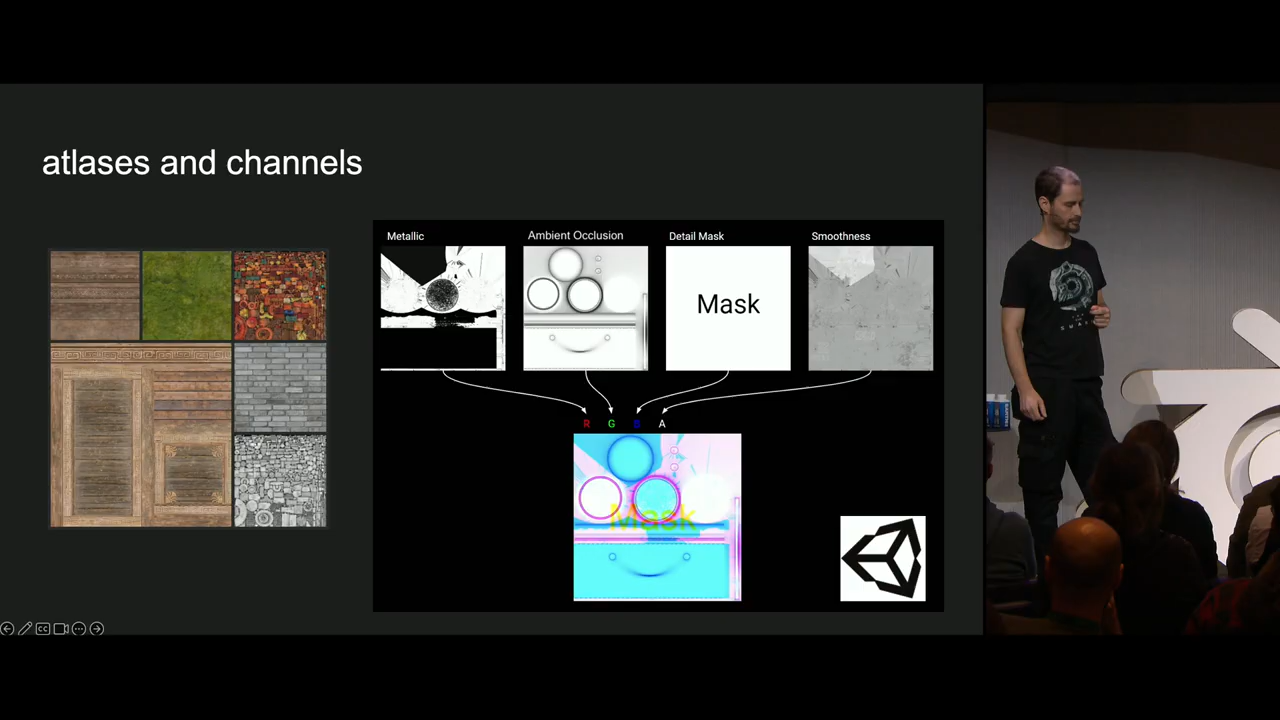 atlases and channels
Metallic
Ambient Occlusion
Detail Mask
Smoothness
Mask
R G B A
Mask